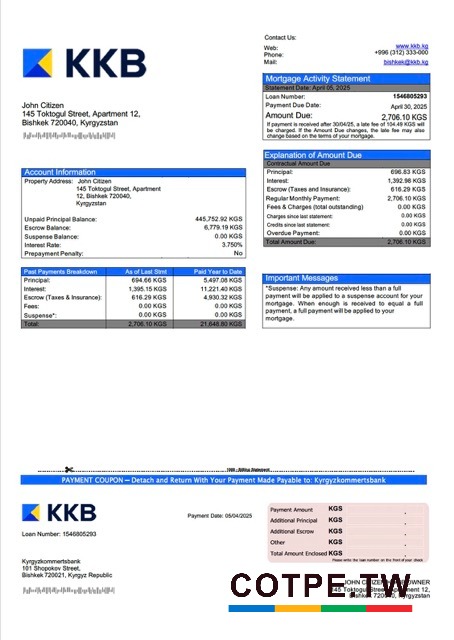 KKB
Contact Us:
Web: www.kkb.kg
Phone: +996 (312) 333-000
Mail: bishkek@kkb.kg
Mortgage Activity Statement
Statement Date: April 05, 2025
Loan Number: 1546805293
Payment Due Date: April 30, 2025
Amount Due: 2,706.10 KGS
If payment is received after 30/04/25, a late fee of 104.49 KGS will
be charged. If the Amount Due changes, the late fee may also
change based on the terms of your mortgage.
John Citizen
145 Toktogul Street, Apartment 12,
Bishkek 720040, Kyrgyzstan
Explanation of Amount Due
Contractual Amount Due
Principal: 696.83 KGS
Interest: 1,392.98 KGS
Escrow (Taxes and Insurance): 616.29 KGS
Regular Monthly Payment: 2,706.10 KGS
Fees & Charges (total outstanding) 0.00 KGS
Charges since last statement: 0.00 KGS
Credits since last statement: 0.00 KGS
Overdue Payment: 0.00 KGS
Total Amount Due: 2,706.10 KGS
Account Information
Property Address: John Citizen
145 Toktogul Street, Apartment
12, Bishkek 720040,
Kyrgyzstan
Unpaid Principal Balance: 445,752.92 KGS
Escrow Balance: 6,779.19 KGS
Suspense Balance: 0.00 KGS
Interest Rate: 3.750%
Prepayment Penalty: No
Past Payments Breakdown As of Last Stmt Paid Year to Date
Principal: 694.66 KGS 5,497.08 KGS
Interest: 1,395.15 KGS 11,221.40 KGS
Escrow (Taxes & Insurance): 616.29 KGS 4,930.32 KGS
Fees: 0.00 KGS 0.00 KGS
Suspense*: 0.00 KGS 0.00 KGS
Total: 2,706.10 KGS 21,648.80 KGS
Important Messages
*Suspense: Any amount received less than a full
payment will be applied to a suspense account for your
mortgage. When enough is received to equal a full
payment, a full payment will be applied to your
mortgage.
PAYMENT COUPON — Detach and Return With Your Payment Made Payable to: Kyrgyzkommertsbank
KKB
Loan Number: 1546805293
Payment Date: 05/04/2025
Payment Amount KGS .
Additional Principal KGS .
Additional Escrow KGS .
Other KGS .
Total Amount Enclosed KGS .
Please write the loan number on the front of your check
Kyrgyzkommertsbank
101 Shopokov Street,
Bishkek 720021, Kyrgyz Republic
COTPE.TW